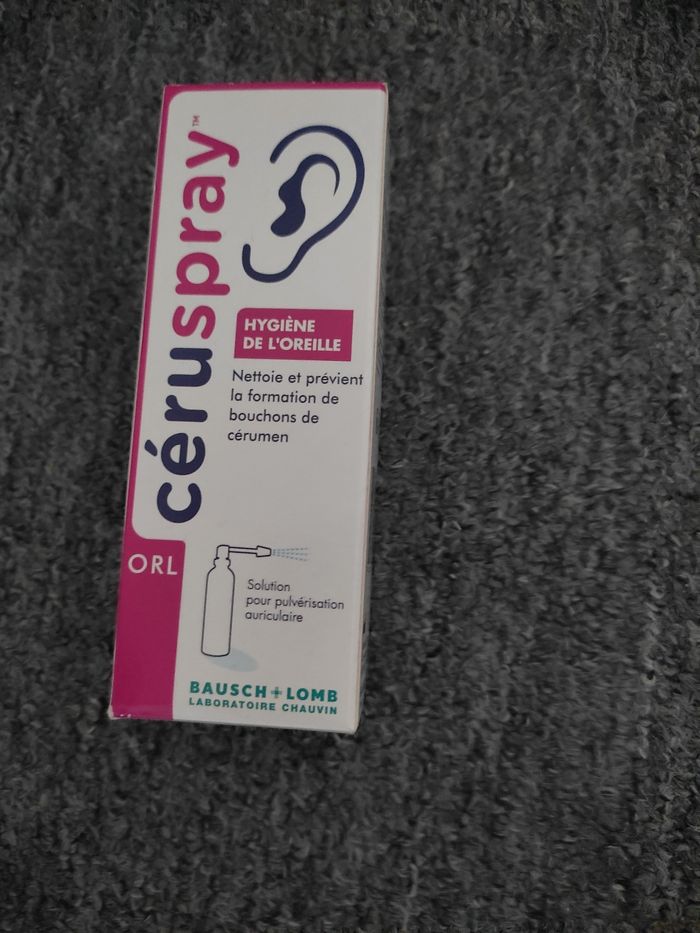 céruspray™
HYGIÈNE
DE L'OREILLE
Nettoie et prévient
la formation de
bouchons de
cérumen
ORL
Solution
pour pulvérisation
auriculaire
BAUSCH+LOMB
LABORATOIRE CHAUVIN